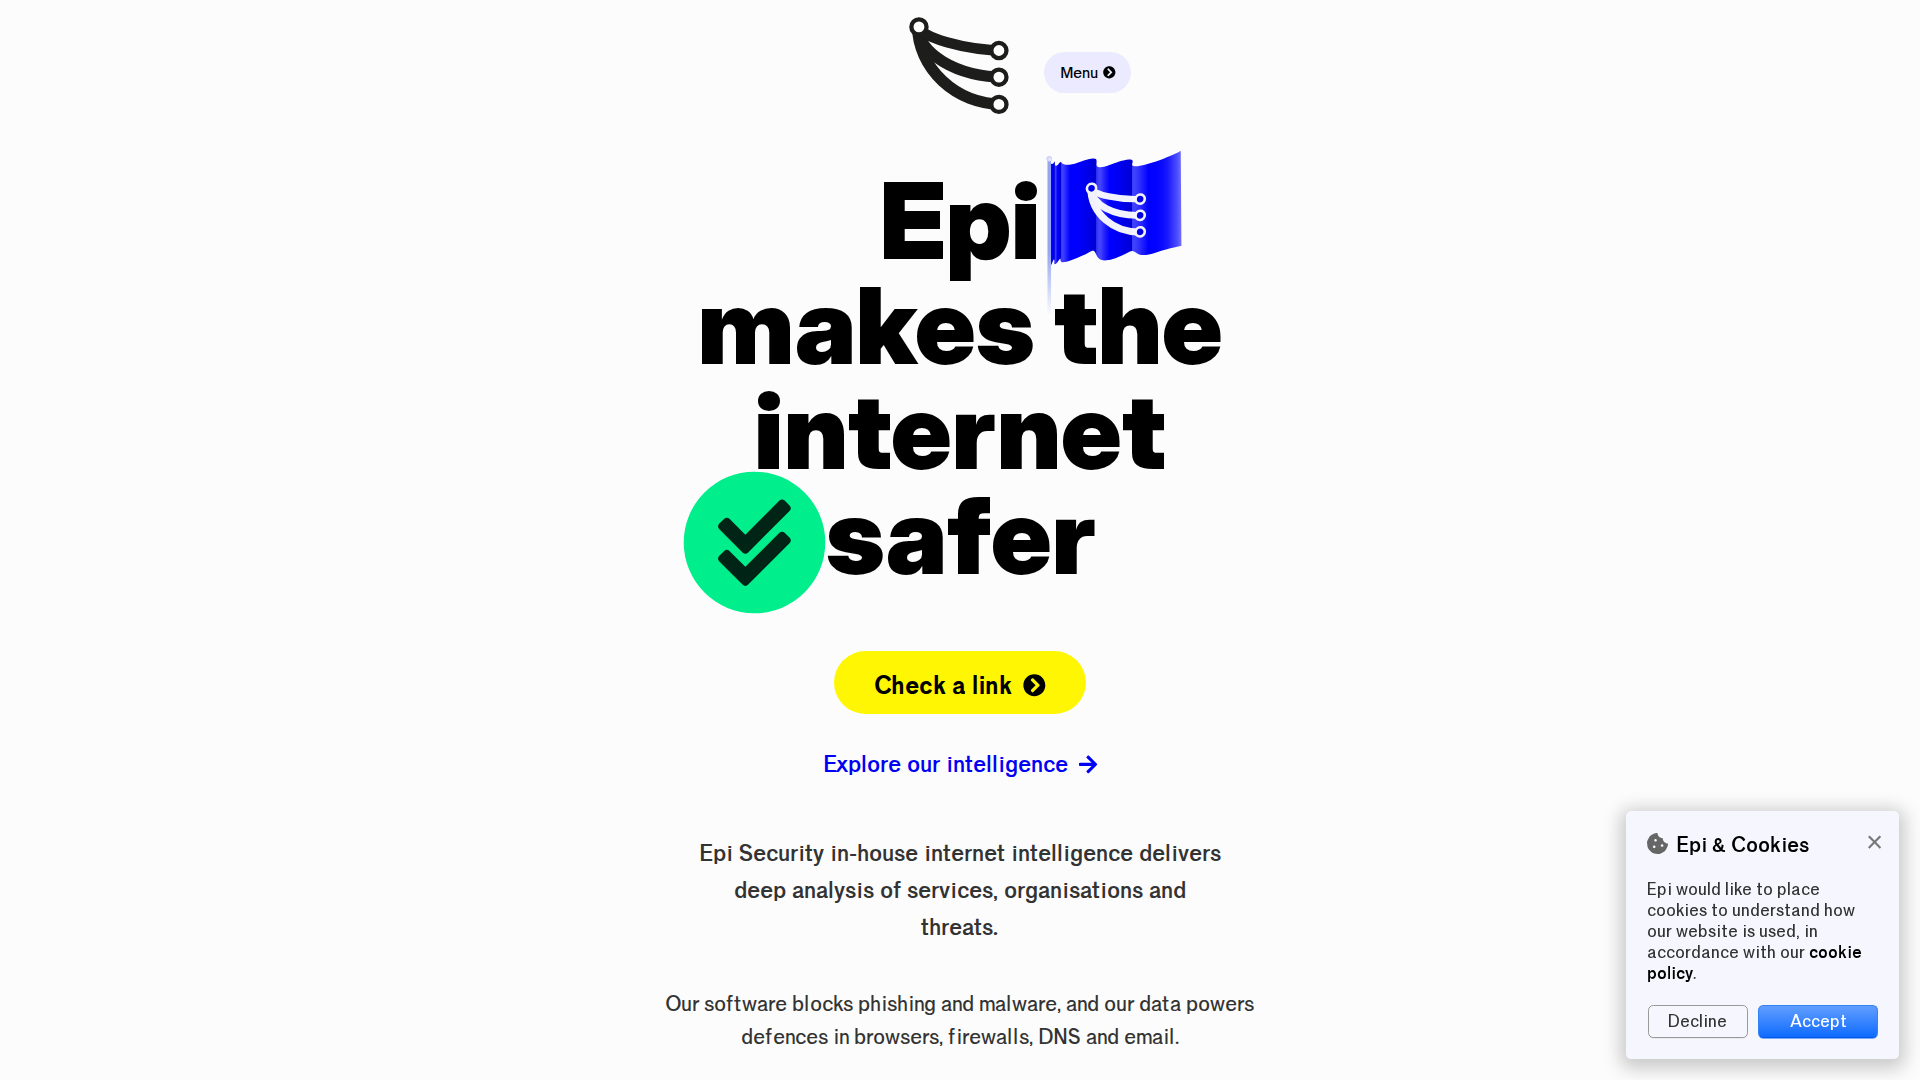 Menu
Epi
makes the
internet
safer
Check a link
Explore our intelligence
Epi Security in-house internet intelligence delivers
deep analysis of services, organisations and
threats.
Our software blocks phishing and malware, and our data powers
defences in browsers, firewalls, DNS and email.
Epi & Cookies
Epi would like to place
cookies to understand how
our website is used, in
accordance with our cookie
policy.
Decline
Accept